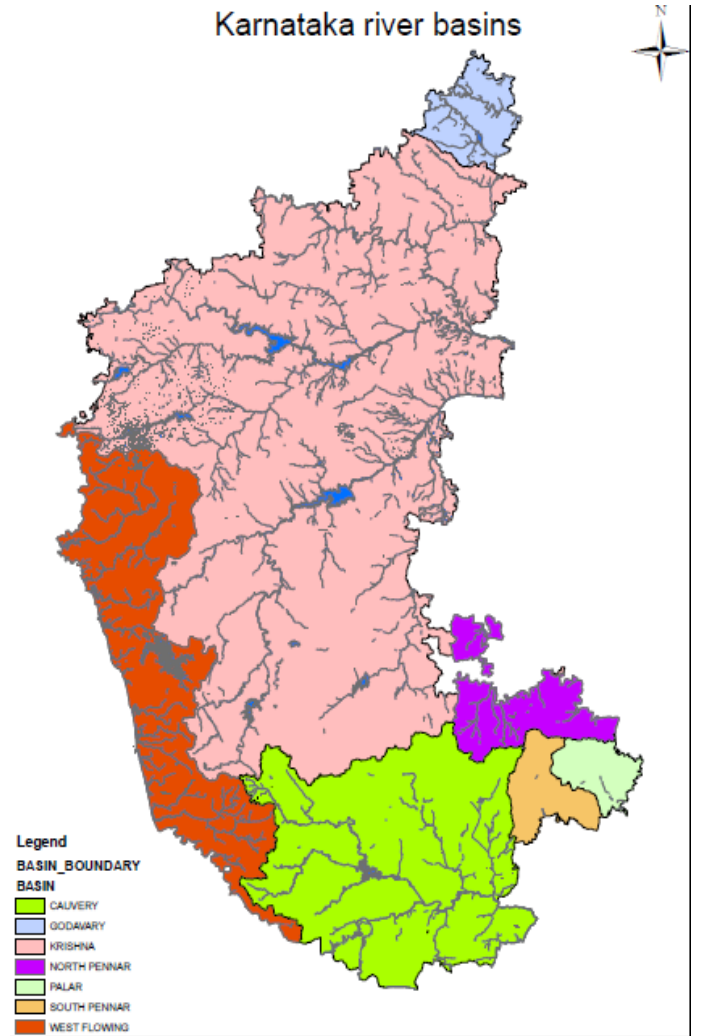 Karnataka river basins
N
Legend
BASIN_BOUNDARY
BASIN
CAUVERY
GODAVARY
KRISHNA
NORTH PENNAR
PALAR
SOUTH PENNAR
WEST FLOWING